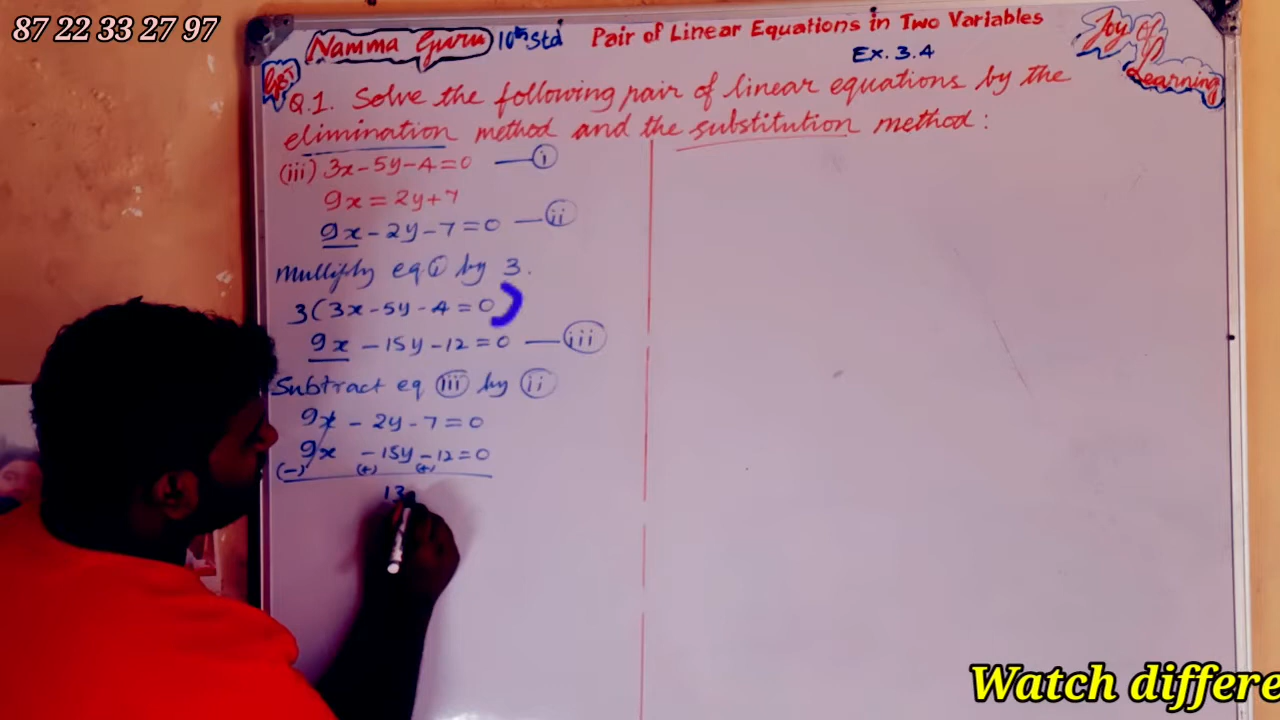 87 22 33 27 97
Namma Guru 10th Std Pair of Linear Equations in Two Variables
Ex. 3.4
Joy Of Learning
Q.1. Solve the following pair of linear equations by the
elimination method and the substitution method :
(iii) 3x - 5y - 4 = 0 — (i)
9x = 2y + 7
9x - 2y - 7 = 0 — (ii)
Multiply eq (i) by 3.
3(3x - 5y - 4 = 0)
9x - 15y - 12 = 0 — (iii)
Subtract eq (iii) by (ii)
9x - 2y - 7 = 0
9x - 15y - 12 = 0
(-) (+) (+)
13
Watch differe